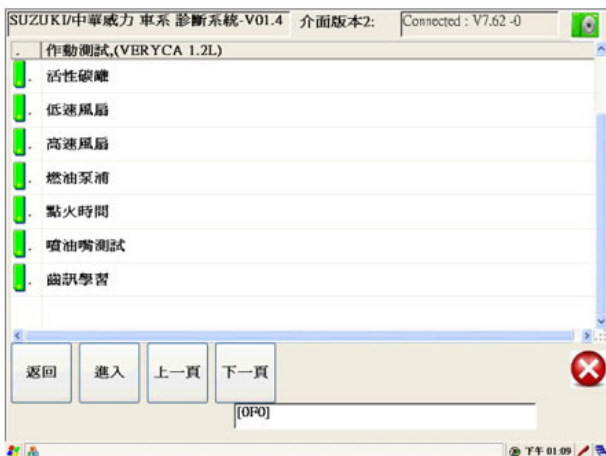 SUZUKI/中華威力 車系 診斷系統-V01.4 介面版本2: Connected : V7.62 -0
. 作動測試,(VERYCA 1.2L)
. 活性碳罐
. 低速風扇
. 高速風扇
. 燃油泵浦
. 點火時間
. 噴油嘴測試
. 齒訊學習
返回 進入 上一頁 下一頁
[0F0]
下午 01:09